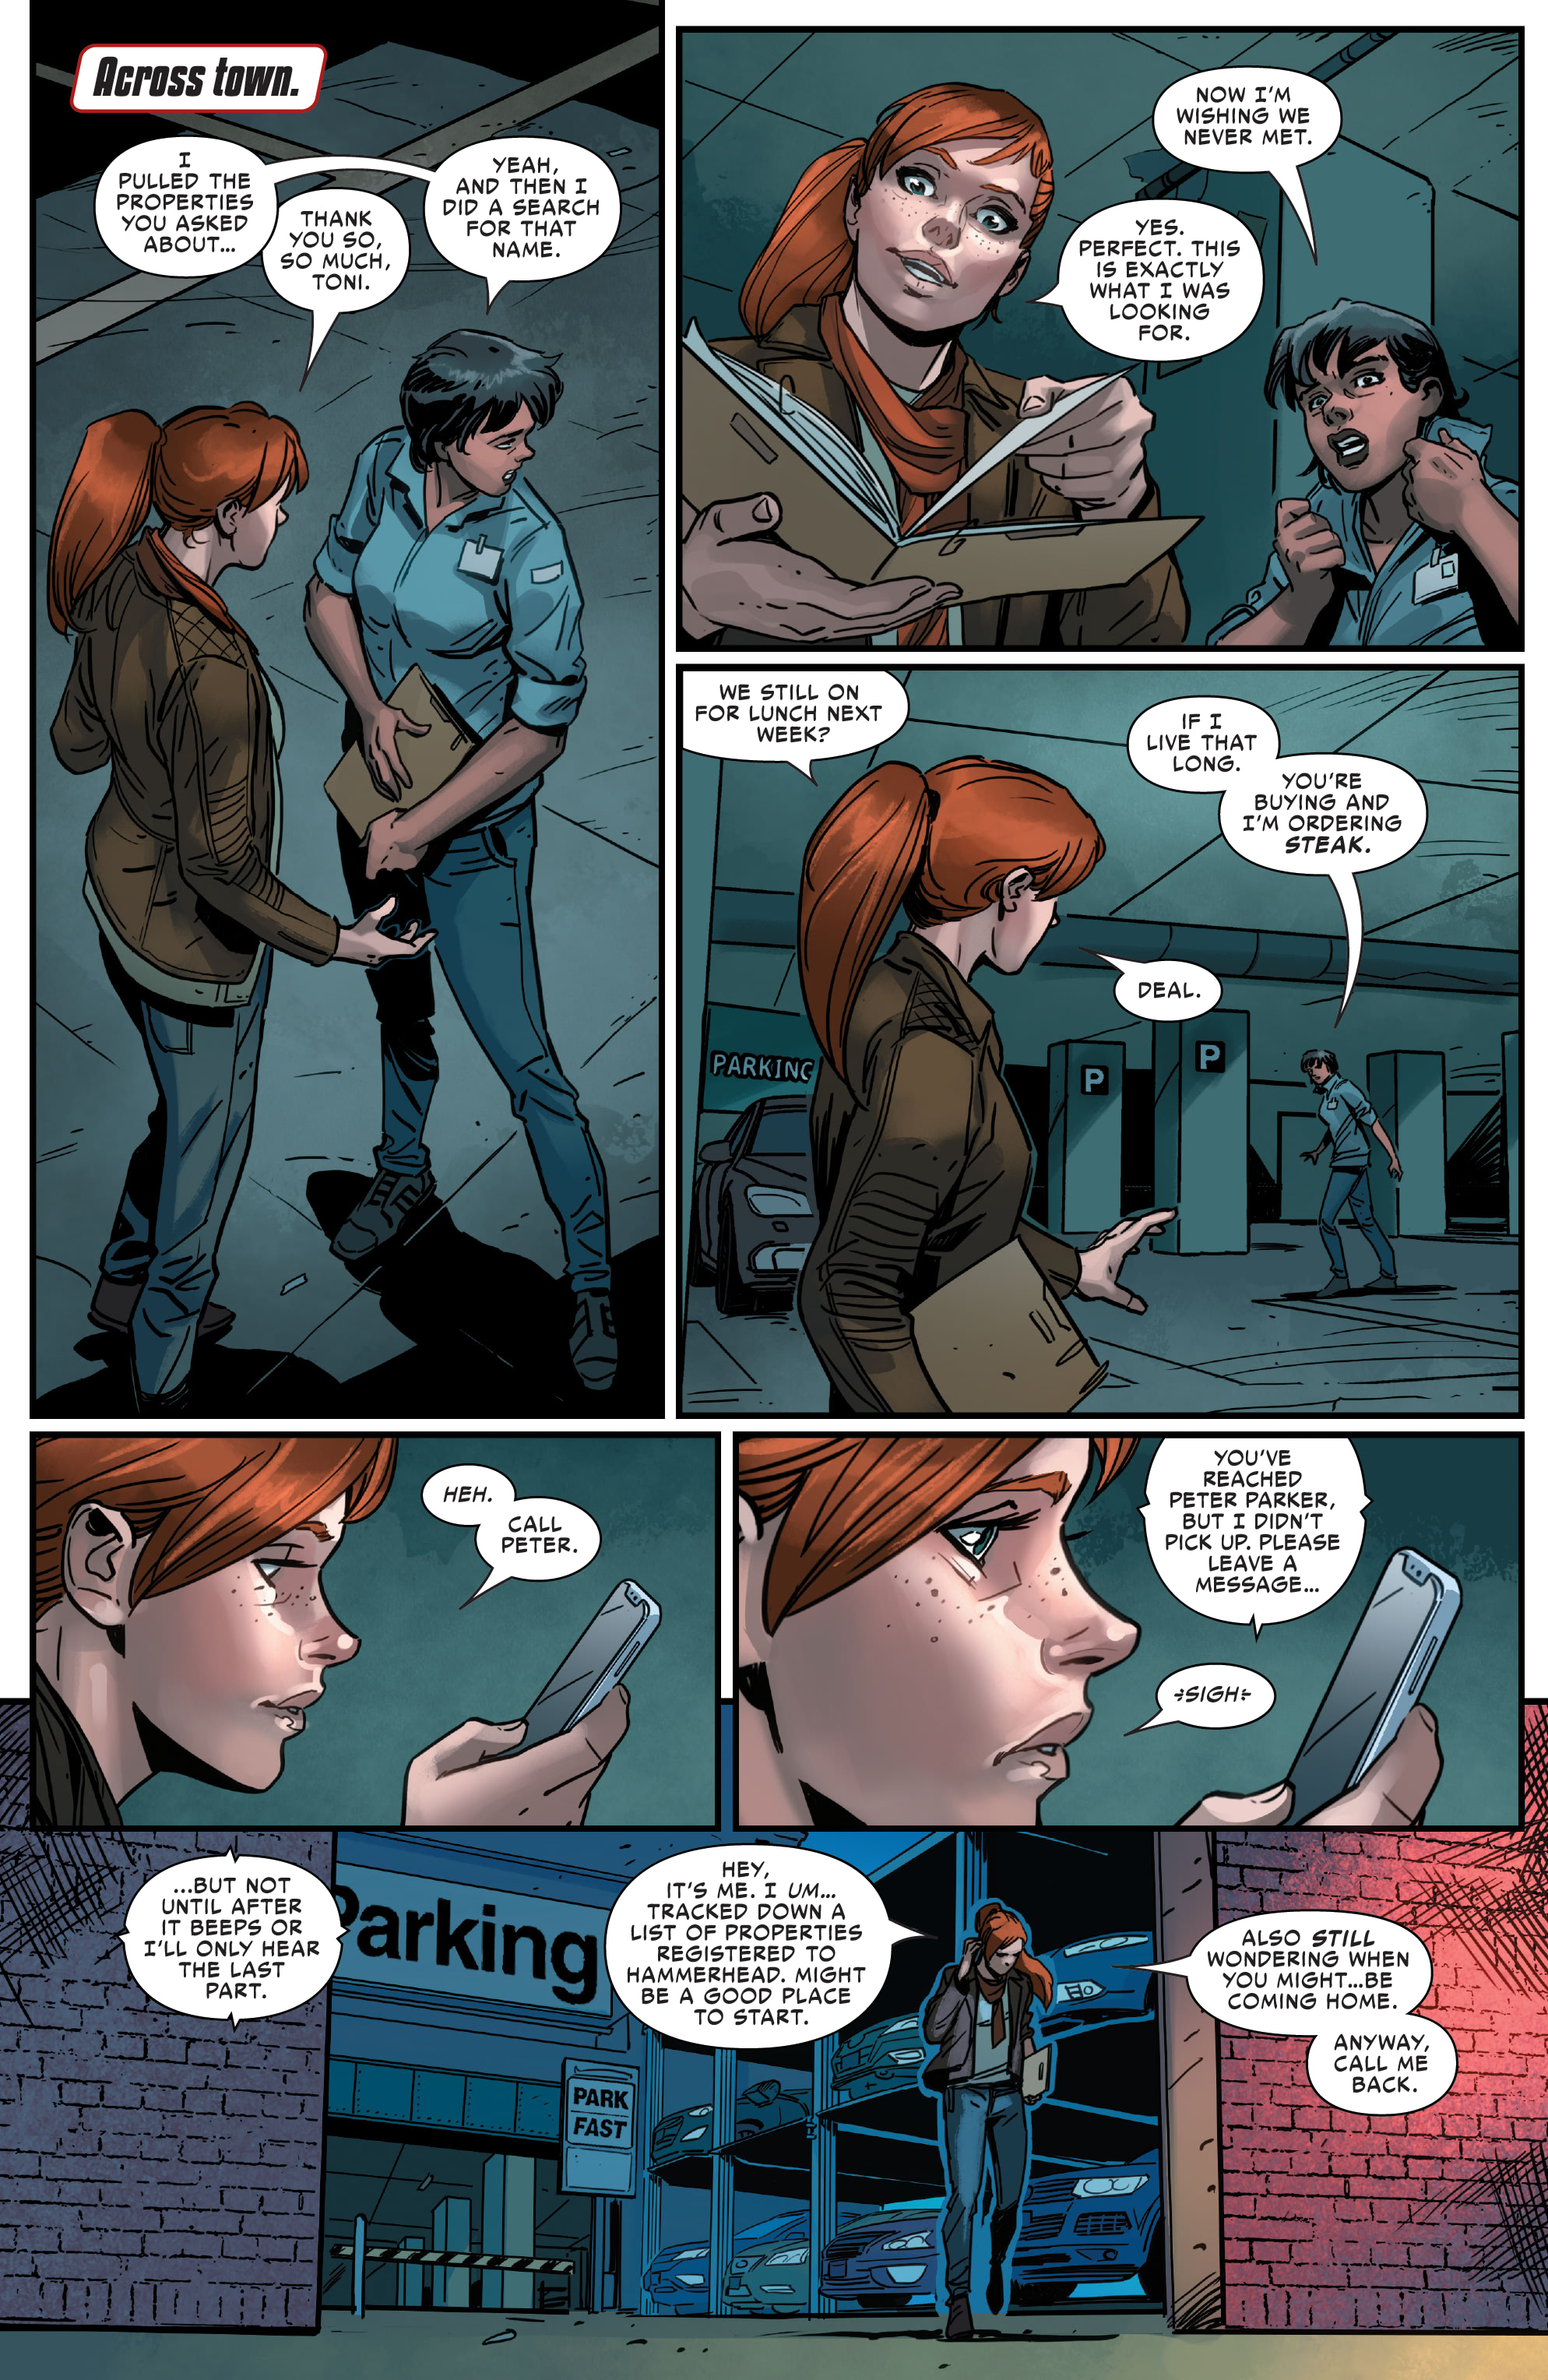 Across town.
I
PULLED THE
PROPERTIES
YOU ASKED
ABOUT...
THANK
YOU SO,
SO MUCH,
TONI.
YEAH,
AND THEN I
DID A SEARCH
FOR THAT
NAME.
NOW I'M
WISHING WE
NEVER MET.
YES.
PERFECT. THIS
IS EXACTLY
WHAT I WAS
LOOKING
FOR.
WE STILL ON
FOR LUNCH NEXT
WEEK?
IF I
LIVE THAT
LONG.
YOU'RE
BUYING AND
I'M ORDERING
STEAK.
DEAL.
PARKING
P
P
HEH.
CALL
PETER.
YOU'VE
REACHED
PETER PARKER,
BUT I DIDN'T
PICK UP. PLEASE
LEAVE A
MESSAGE...
SIGH
...BUT NOT
UNTIL AFTER
IT BEEPS OR
I'LL ONLY HEAR
THE LAST
PART.
Parking
PARK
FAST
HEY,
IT'S ME. I UM...
TRACKED DOWN A
LIST OF PROPERTIES
REGISTERED TO
HAMMERHEAD. MIGHT
BE A GOOD PLACE
TO START.
ALSO STILL
WONDERING WHEN
YOU MIGHT...BE
COMING HOME.
ANYWAY,
CALL ME
BACK.